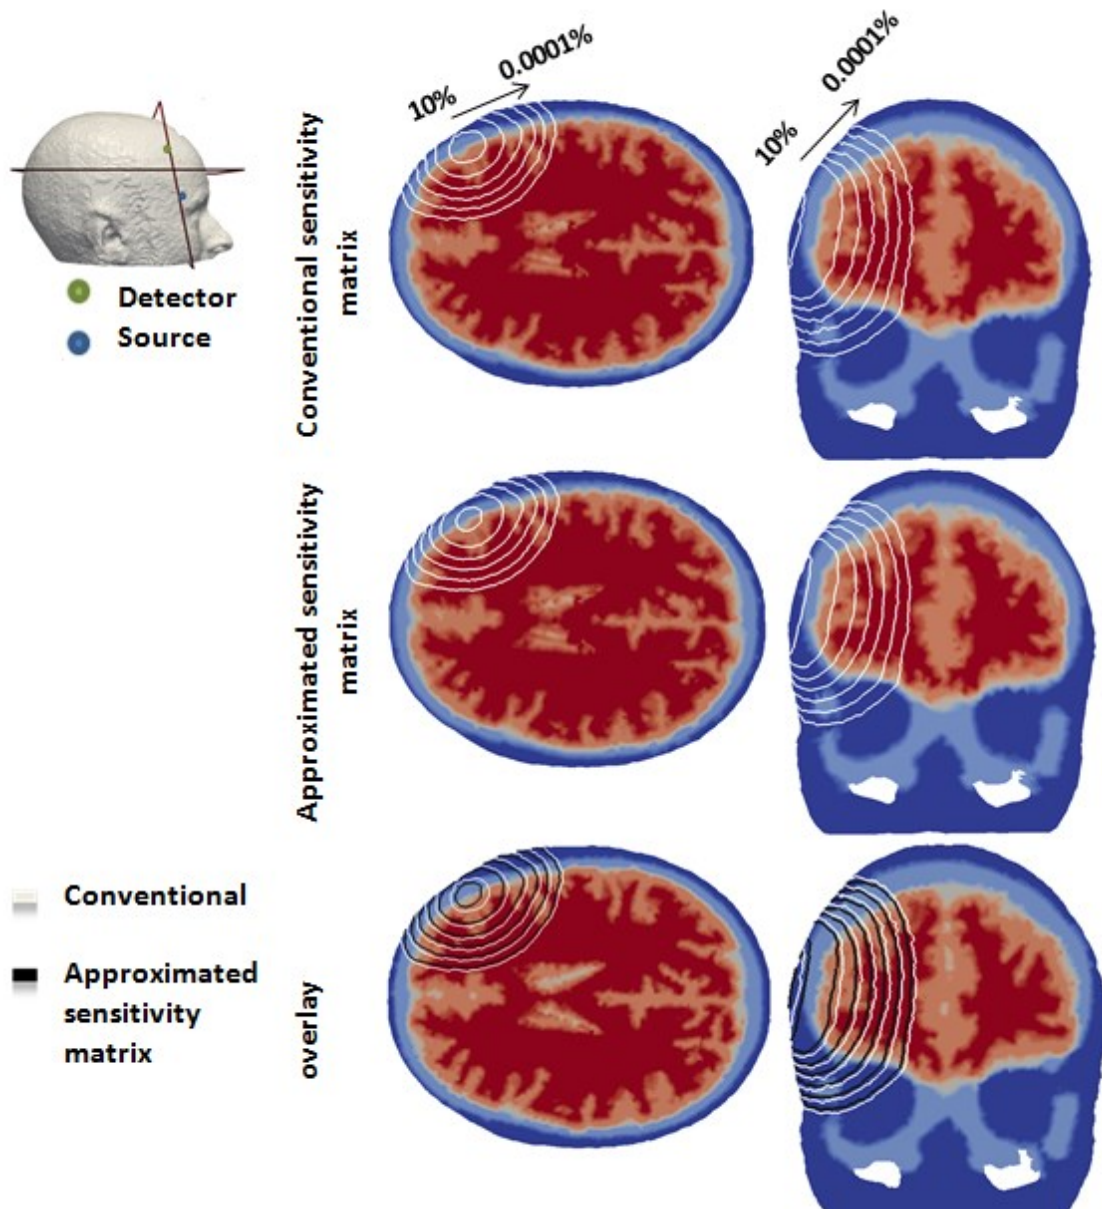 10%
0.0001%
10%
0.0001%
Detector
Source
Conventional sensitivity
matrix
Approximated sensitivity
matrix
Conventional
Approximated
sensitivity
matrix
overlay